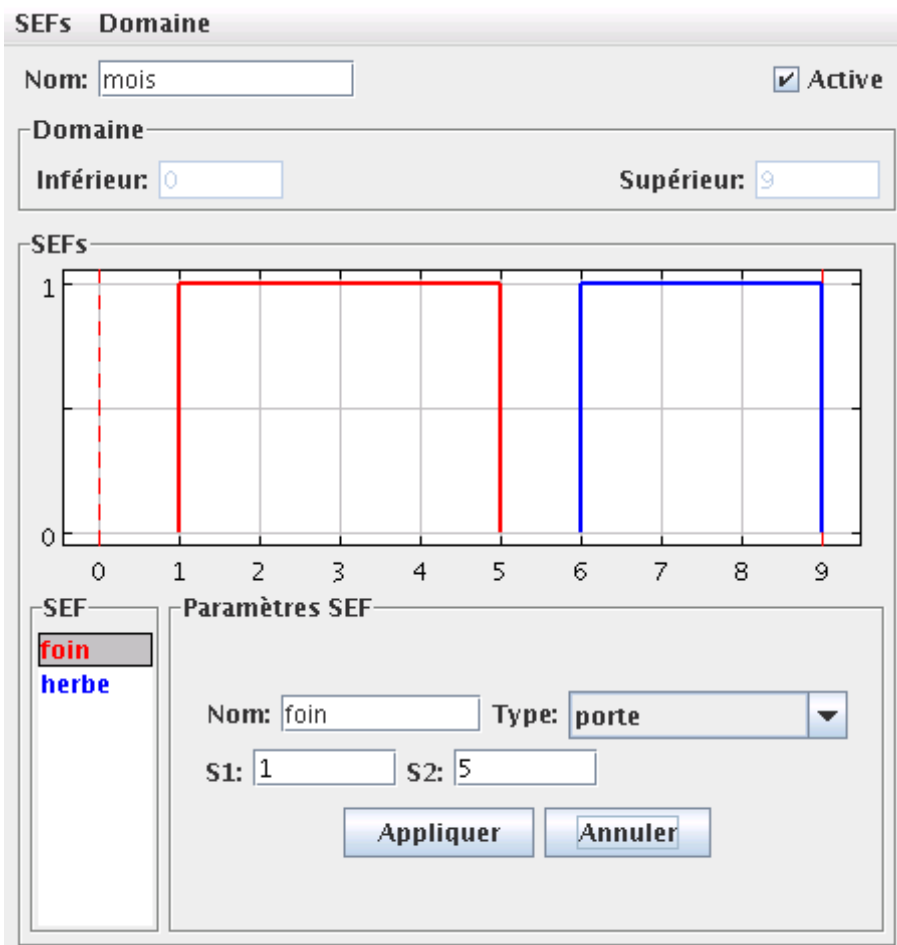 SEFs Domaine
Nom: mois Active
Domaine
Inférieur: 0 Supérieur: 9
SEFs
1
0
0 1 2 3 4 5 6 7 8 9
SEF Paramètres SEF
foin
herbe
Nom: foin Type: porte
S1: 1 S2: 5
Appliquer Annuler